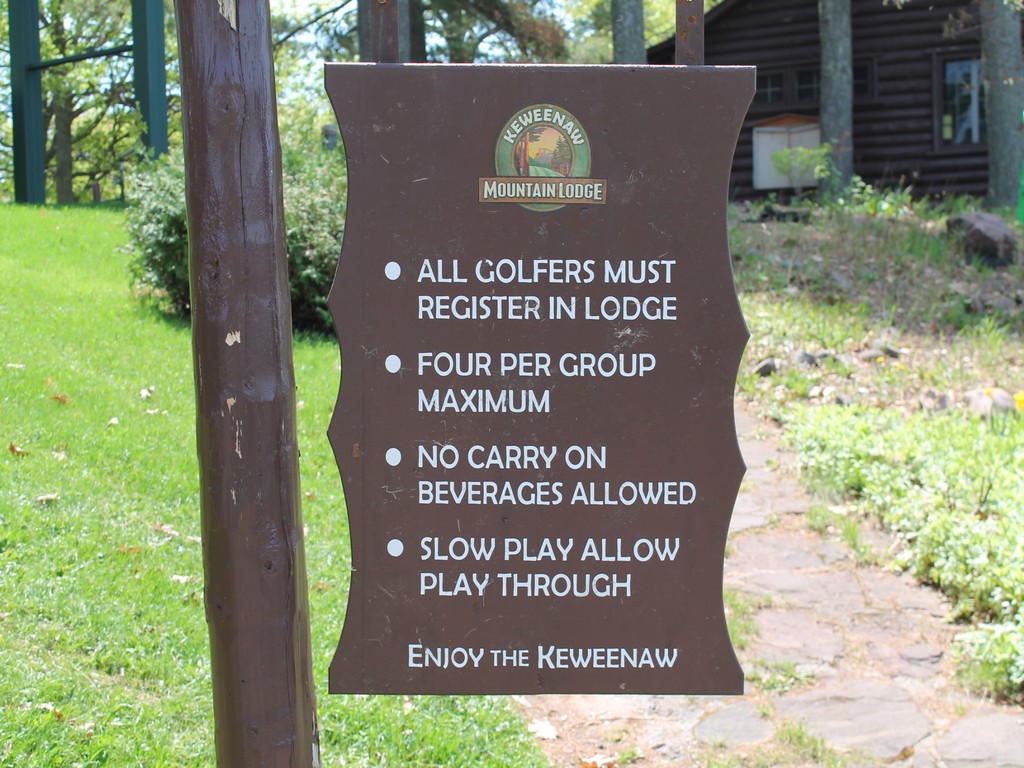 KEWEENAW
MOUNTAIN LODGE
● ALL GOLFERS MUST
REGISTER IN LODGE
● FOUR PER GROUP
MAXIMUM
● NO CARRY ON
BEVERAGES ALLOWED
● SLOW PLAY ALLOW
PLAY THROUGH
ENJOY THE KEWEENAW